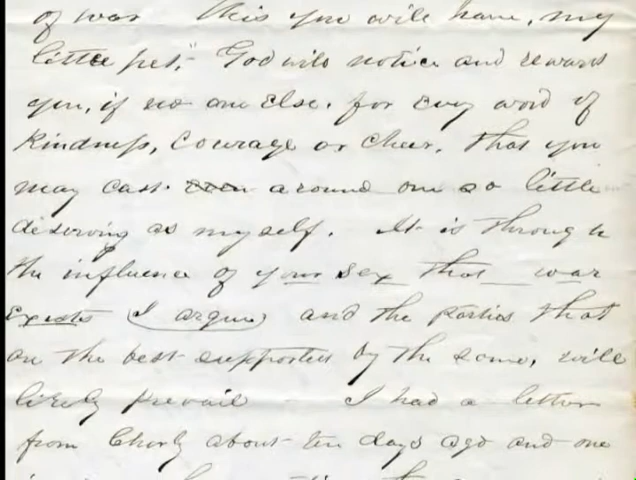 of war this you will have, my
little pet," God will notice and reward
you, if no one Else. for Evry word of
Kindness, Courage or cheer, that you
may cast even around one so little
deserving as myself. It is through
the influence of your sex that war
Exists (I argue) and the parties that
are the best supported by the same, will
likely prevail I had a letter
from Charly about ten days ago and one